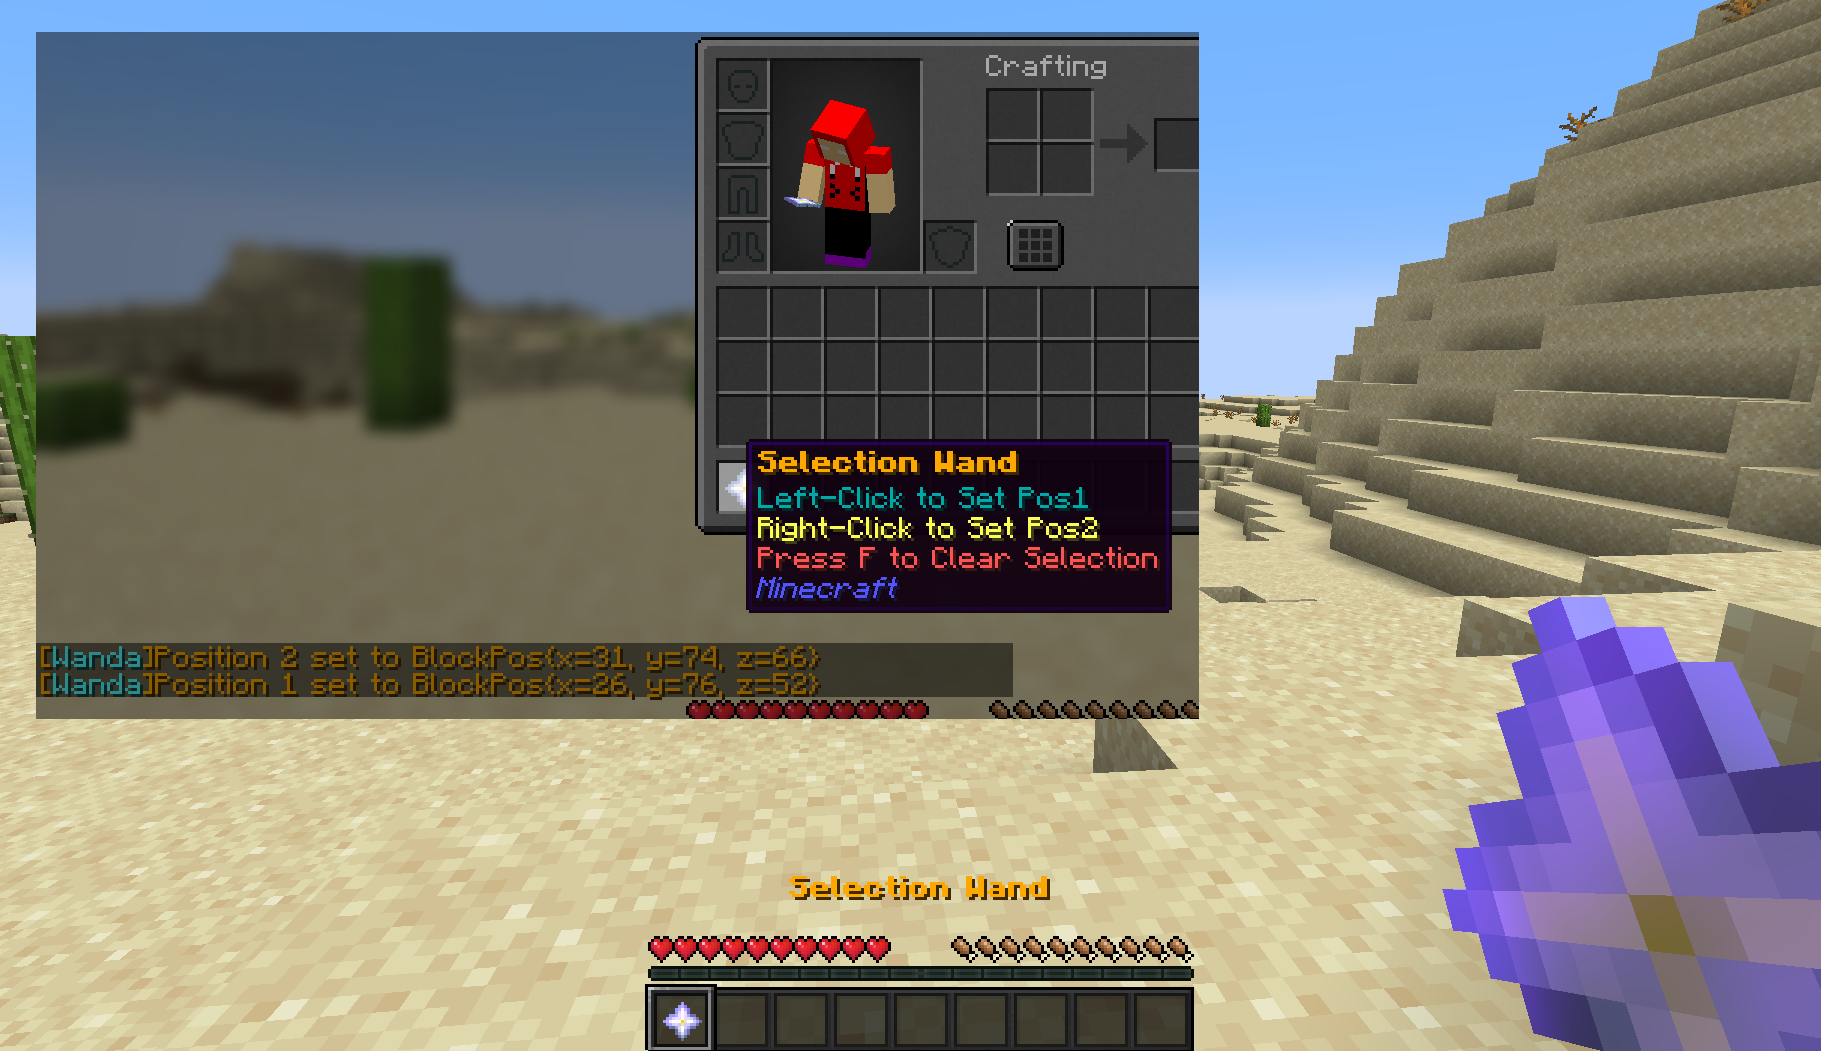 Crafting
Selection Wand
Left-Click to Set Pos1
Right-Click to Set Pos2
Press F to Clear Selection
Minecraft
[Wanda]Position 2 set to BlockPos{x=31, y=74, z=66}
[Wanda]Position 1 set to BlockPos{x=26, y=76, z=52}
Selection Wand